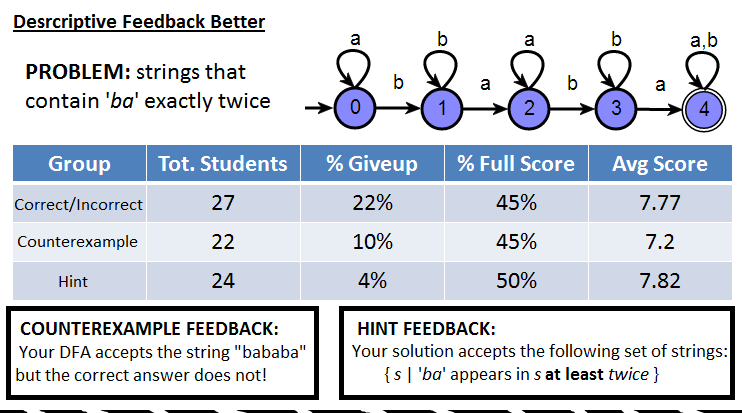 Desrcriptive Feedback Better
PROBLEM: strings that
contain 'ba' exactly twice
a b a b a,b
b a b a
0 1 2 3 4
Group Tot. Students % Giveup % Full Score Avg Score
Correct/Incorrect 27 22% 45% 7.77
Counterexample 22 10% 45% 7.2
Hint 24 4% 50% 7.82
COUNTEREXAMPLE FEEDBACK:
Your DFA accepts the string "bababa"
but the correct answer does not!
HINT FEEDBACK:
Your solution accepts the following set of strings:
{ s | 'ba' appears in s at least twice }